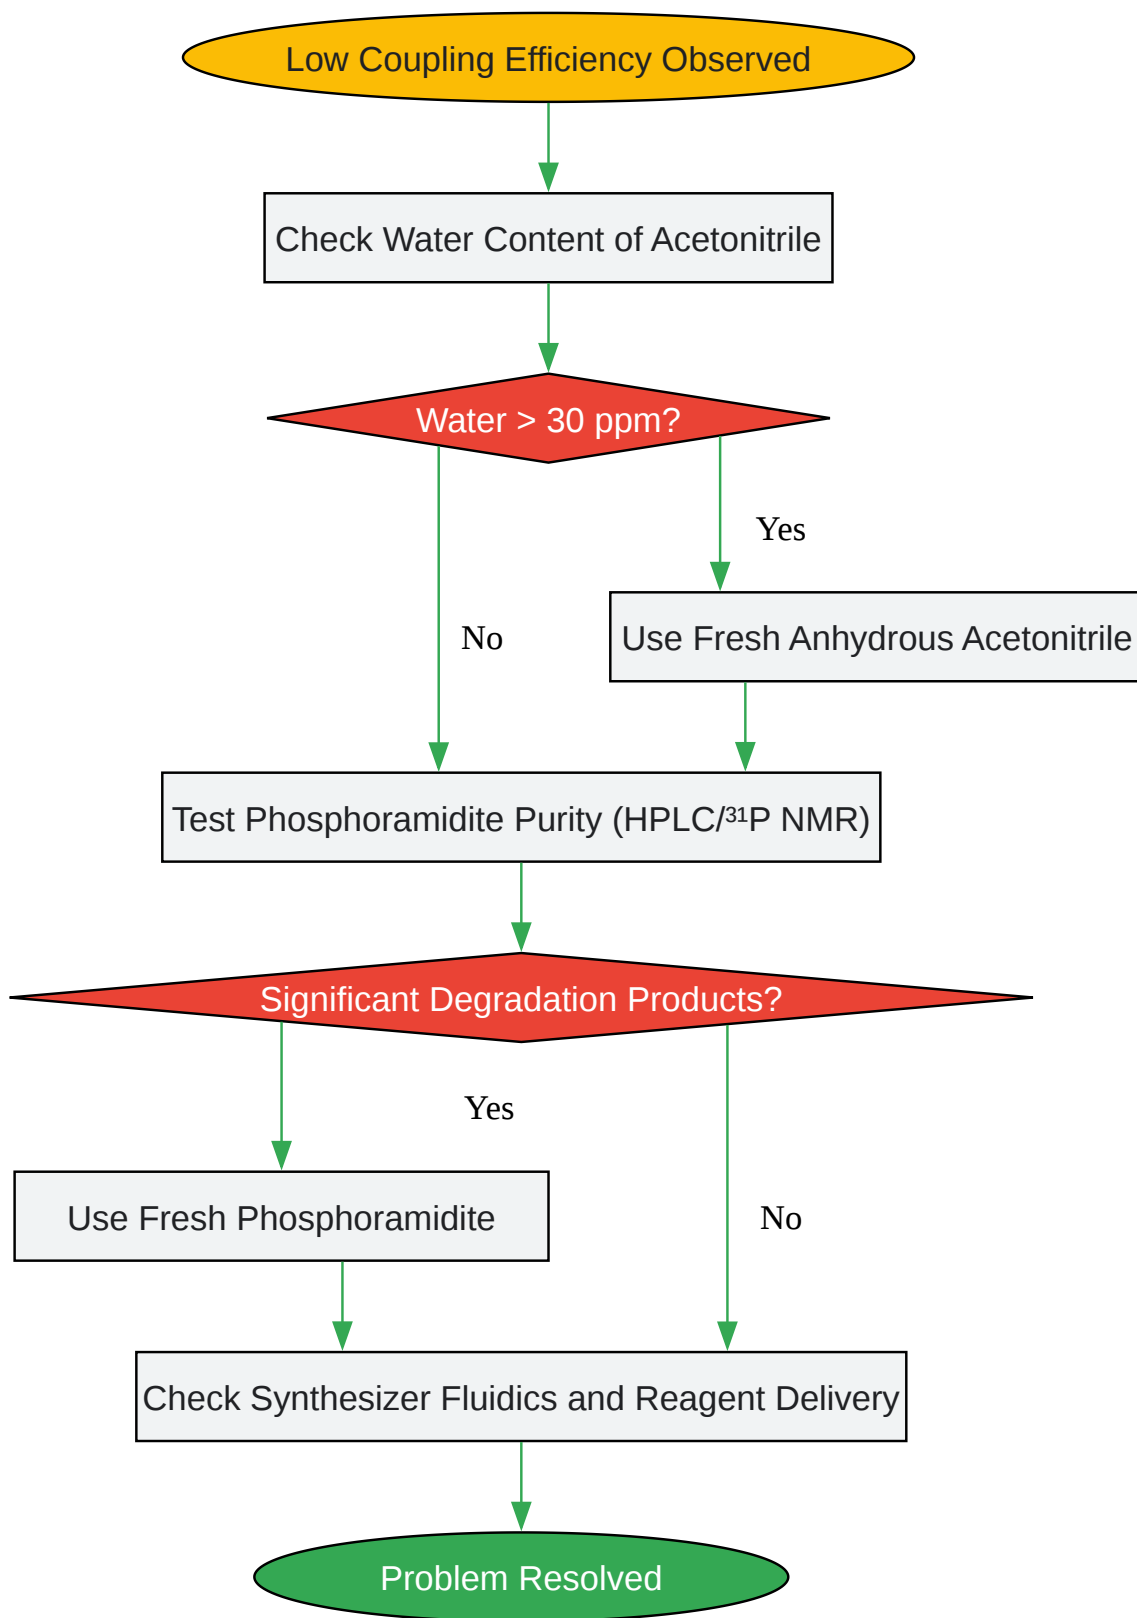 Low Coupling Efficiency Observed
Check Water Content of Acetonitrile
Water > 30 ppm?
Yes
No
Use Fresh Anhydrous Acetonitrile
Test Phosphoramidite Purity (HPLC/³¹P NMR)
Significant Degradation Products?
Yes
Use Fresh Phosphoramidite
No
Check Synthesizer Fluidics and Reagent Delivery
Problem Resolved